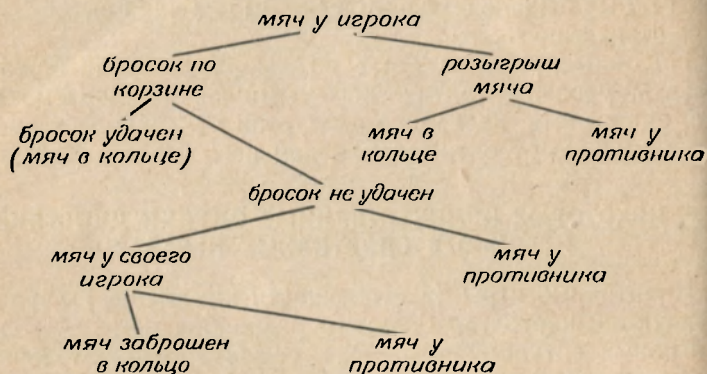 мяч у игрока
бросок по
корзине
розыгрыш
мяча
бросок удачен
(мяч в кольце)
мяч в
кольце
мяч у
противника
бросок не удачен
мяч у своего
игрока
мяч у
противника
мяч заброшен
в кольцо
мяч у
противника